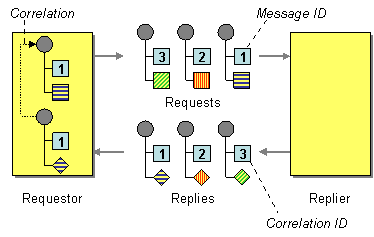 Correlation
Message ID
1
3
2
1
Requests
1
1
2
3
Requestor
Replies
Replier
Correlation ID